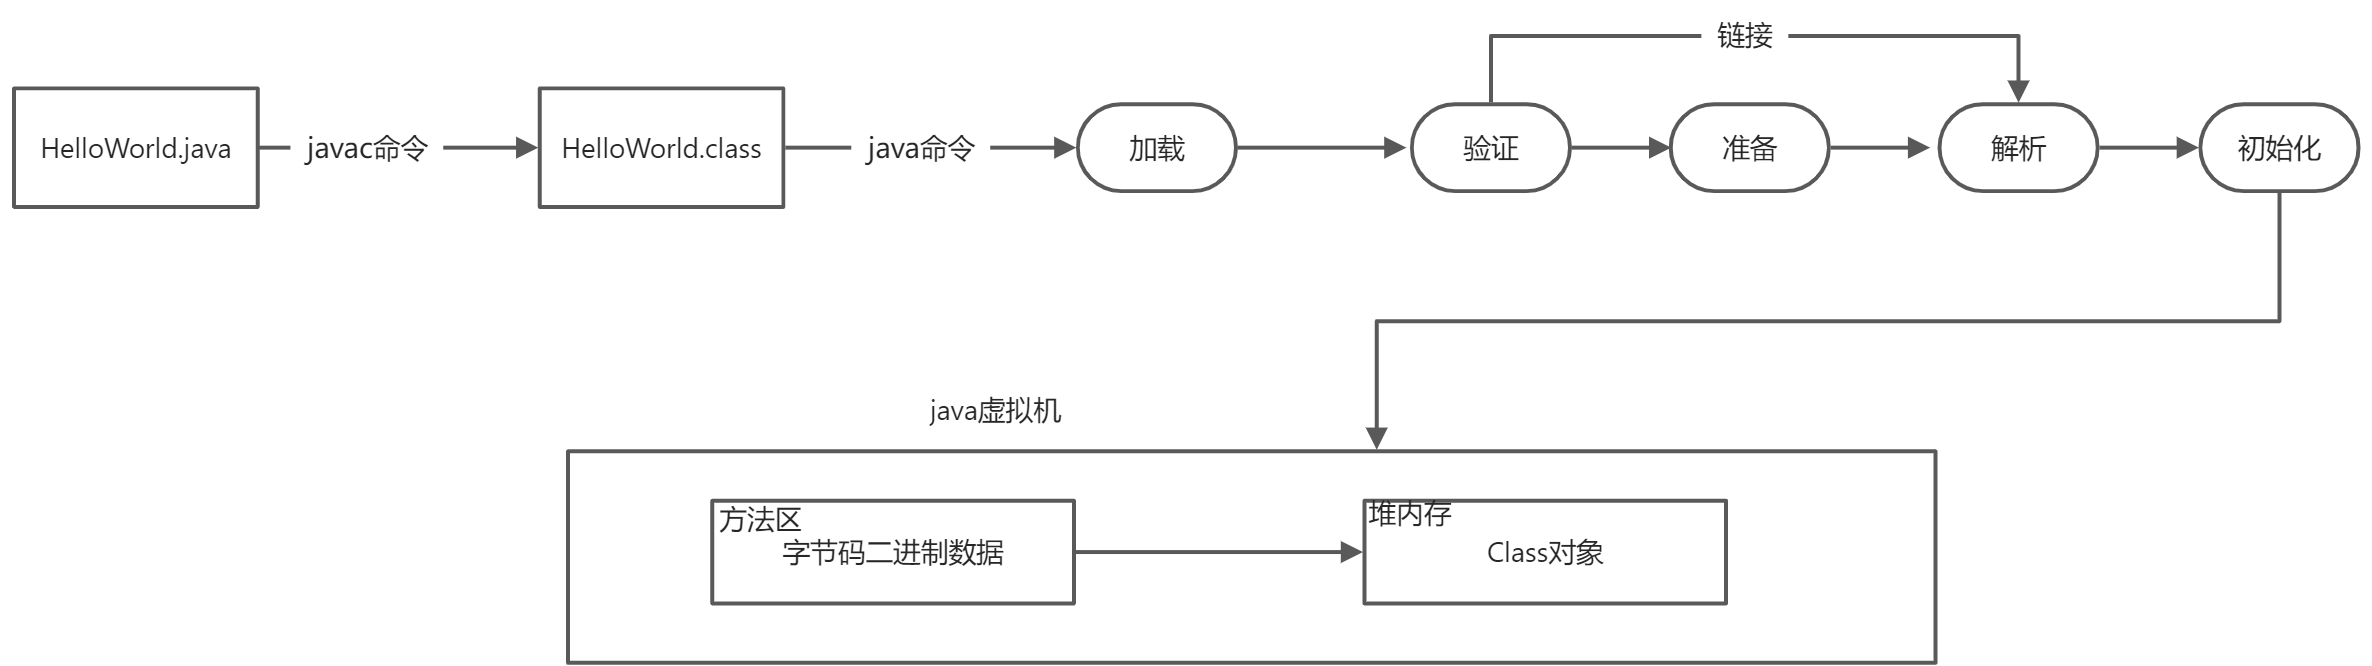 链接
HelloWorld.java
javac命令
HelloWorld.class
java命令
加载
验证
准备
解析
初始化
java虚拟机
方法区
字节码二进制数据
堆内存
Class对象